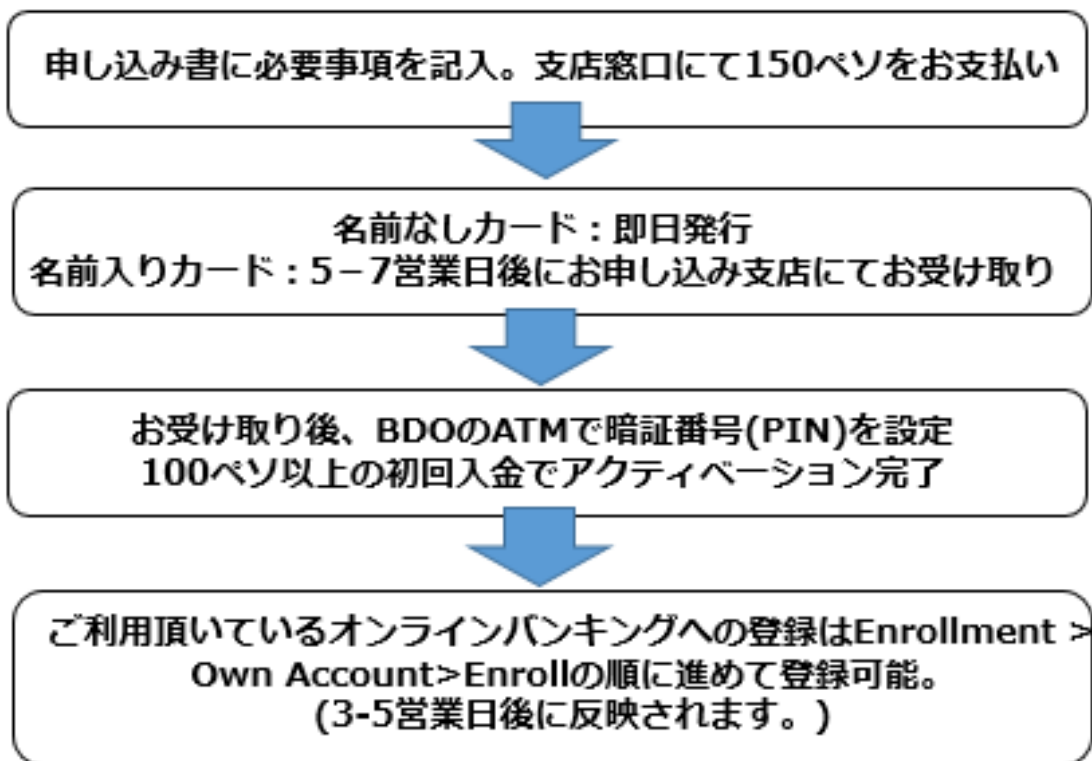 申し込み書に必要事項を記入。支店窓口にて150ペソをお支払い
名前なしカード：即日発行
名前入りカード：5－7営業日後にお申し込み支店にてお受け取り
お受け取り後、BDOのATMで暗証番号(PIN)を設定
100ペソ以上の初回入金でアクティベーション完了
ご利用頂いているオンラインバンキングへの登録はEnrollment >
Own Account>Enrollの順に進めて登録可能。
(3-5営業日後に反映されます。)